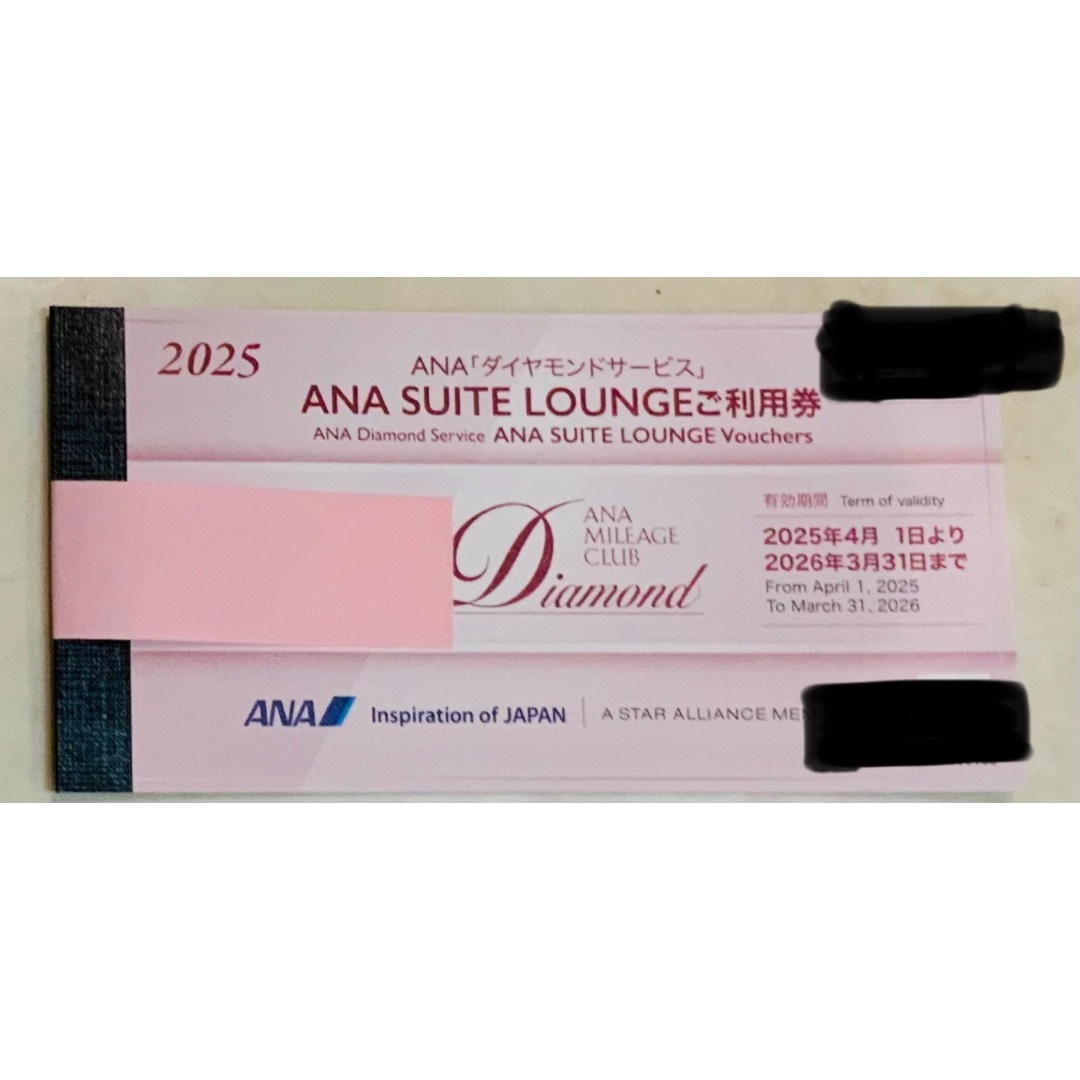 2025
ANA「ダイヤモンドサービス」
ANA SUITE LOUNGEご利用券
ANA Diamond Service ANA SUITE LOUNGE Vouchers
ANA
MILEAGE
CLUB
Diamond
有効期間 Term of validity
2025年4月 1日より
2026年3月31日まで
From April 1, 2025
To March 31, 2026
ANA Inspiration of JAPAN A STAR ALLIANCE